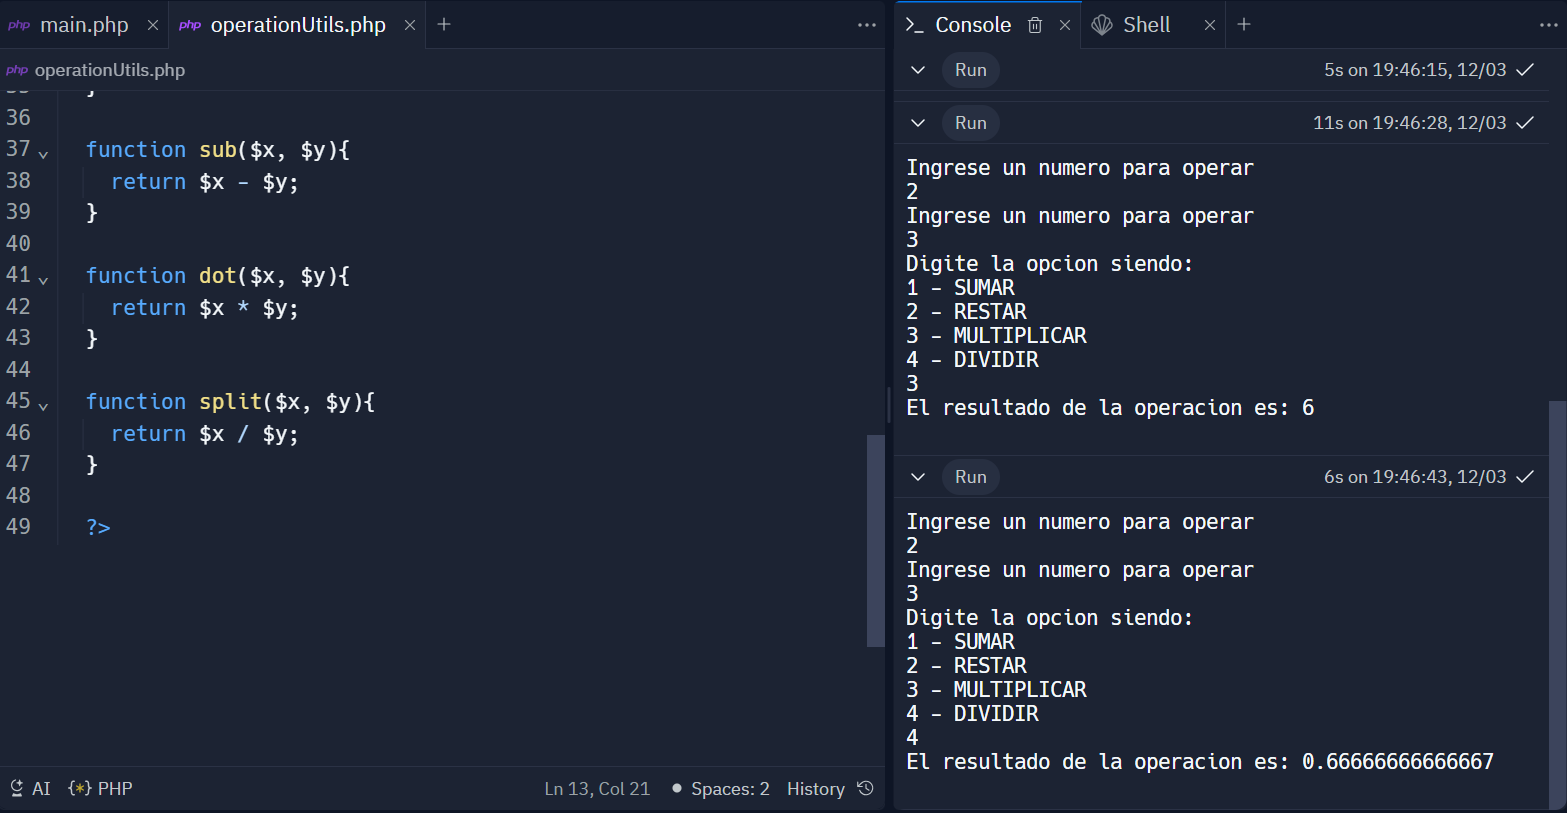 php main.php × php operationUtils.php × +
php operationUtils.php
35 }
36
37 function sub($x, $y){
38 return $x - $y;
39 }
40
41 function dot($x, $y){
42 return $x * $y;
43 }
44
45 function split($x, $y){
46 return $x / $y;
47 }
48
49 ?>
AI {*} PHP Ln 13, Col 21 Spaces: 2 History
>_ Console × Shell × +
Run 5s on 19:46:15, 12/03
Run 11s on 19:46:28, 12/03
Ingrese un numero para operar
2
Ingrese un numero para operar
3
Digite la opcion siendo:
1 - SUMAR
2 - RESTAR
3 - MULTIPLICAR
4 - DIVIDIR
3
El resultado de la operacion es: 6
Run 6s on 19:46:43, 12/03
Ingrese un numero para operar
2
Ingrese un numero para operar
3
Digite la opcion siendo:
1 - SUMAR
2 - RESTAR
3 - MULTIPLICAR
4 - DIVIDIR
4
El resultado de la operacion es: 0.66666666666667